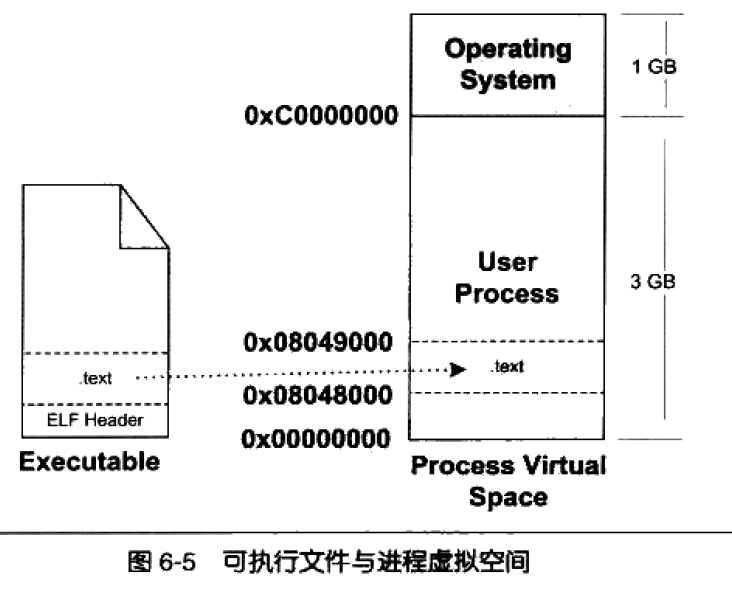 Operating
System
1 GB
0xC0000000
User
Process
3 GB
0x08049000
.text
.text
0x08048000
ELF Header
0x00000000
Executable
Process Virtual
Space
图 6-5 可执行文件与进程虚拟空间